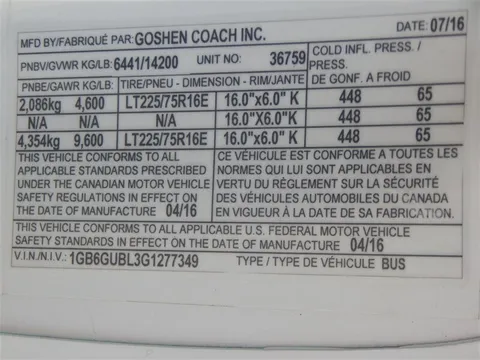 MFD BY/FABRIQUÉ PAR: GOSHEN COACH INC. DATE: 07/16
PNBV/GVWR KG/LB: 6441/14200 UNIT NO: 36759 COLD INFL. PRESS. /
PRESS.
PNBE/GAWR KG/LB: TIRE/PNEU - DIMENSION - RIM/JANTE DE GONF. A FROID
2,086kg 4,600 LT225/75R16E 16.0"x6.0" K 448 65
N/A N/A 16.0"X6.0" K 448 65
4,354kg 9,600 LT225/75R16E 16.0"x6.0" K 448 65
THIS VEHICLE CONFORMS TO ALL
APPLICABLE STANDARDS PRESCRIBED
UNDER THE CANADIAN MOTOR VEHICLE
SAFETY REGULATIONS IN EFFECT ON
THE DATE OF MANUFACTURE 04/16
CE VÉHICULE EST CONFORME A TOUTES LES
NORMES QUI LUI SONT APPLICABLES EN
VERTU DU RÈGLEMENT SUR LA SÉCURITÉ
DES VÉHICULES AUTOMOBILES DU CANADA
EN VIGUEUR À LA DATE DE SA FABRICATION.
THIS VEHICLE CONFORMS TO ALL APPLICABLE U.S. FEDERAL MOTOR VEHICLE
SAFETY STANDARDS IN EFFECT ON THE DATE OF MANUFACTURE 04/16
V.I.N./N.I.V.: 1GB6GUBL3G1277349 TYPE / TYPE DE VÉHICULE BUS